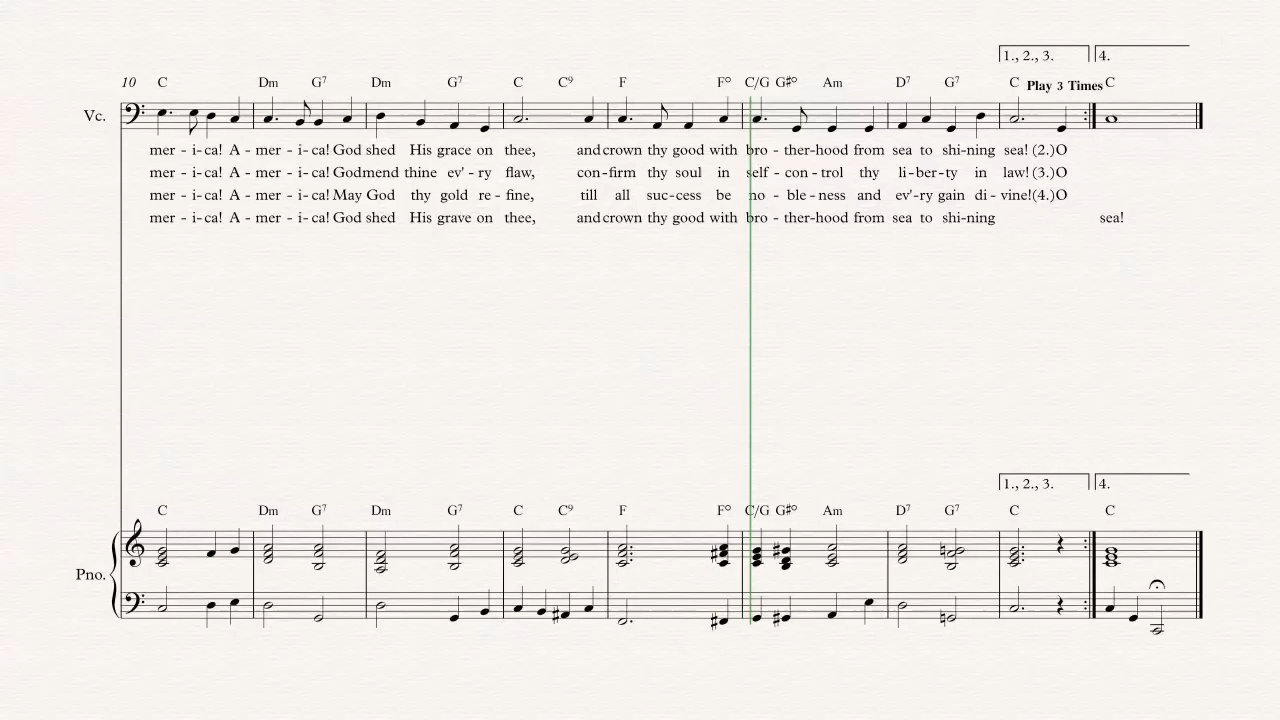 1., 2., 3. 4.
10 C Dm G7 Dm G7 C C9 F F° C/G G♯° Am D7 G7 C Play 3 Times C
Vc.
mer - i-ca! A - mer - i-ca! God shed His grace on thee, and crown thy good with bro - ther-hood from sea to shi-ning sea! (2.)O
mer - i-ca! A - mer - i-ca! Godmend thine ev'-ry flaw, con-firm thy soul in self - con-trol thy li-ber-ty in law!(3.)O
mer - i-ca! A - mer - i-ca! May God thy gold re-fine, till all suc-cess be no - ble-ness and ev'-ry gain di-vine!(4.)O
mer - i-ca! A - mer - i-ca! God shed His grave on thee, and crown thy good with bro - ther-hood from sea to shi-ning sea!
1., 2., 3. 4.
C Dm G7 Dm G7 C C9 F F° C/G G♯° Am D7 G7 C C
Pno.